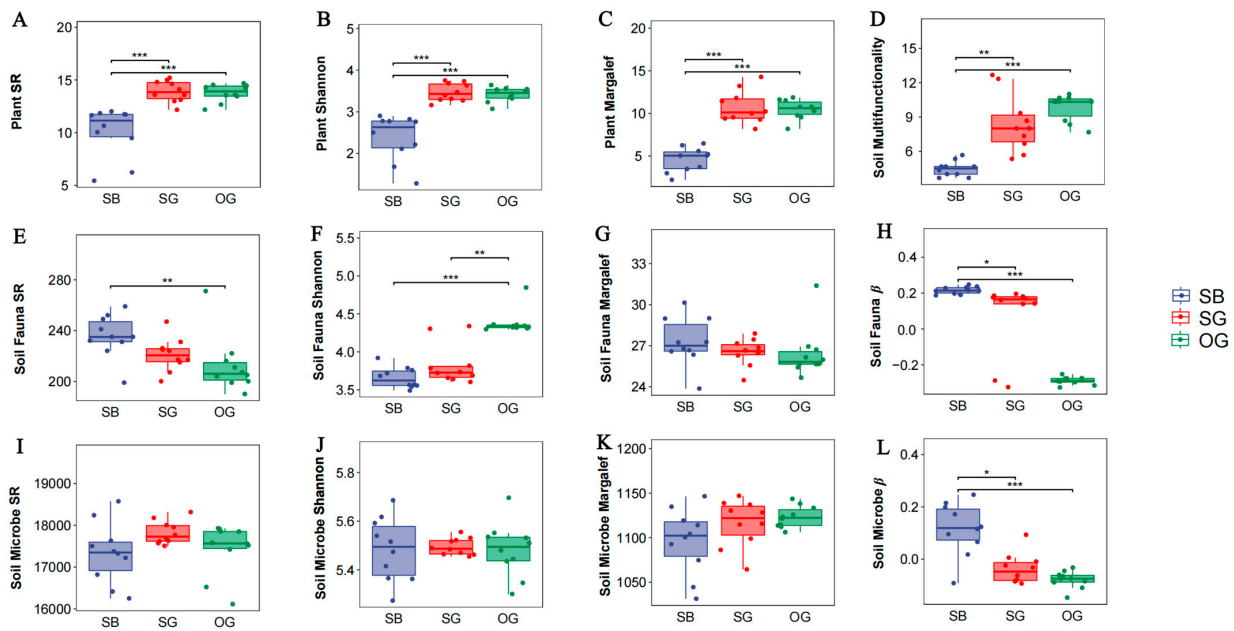 A
Plant SR
20
15
10
5
***
***
SB SG OG
B
Plant Shannon
5
4
3
2
***
***
SB SG OG
C
Plant Margalef
20
15
10
5
***
***
SB SG OG
D
Soil Multifunctionality
15
12
9
6
3
**
***
SB SG OG
E
Soil Fauna SR
280
240
200
**
SB SG OG
F
Soil Fauna Shannon
5.5
5.0
4.5
4.0
3.5
**
***
SB SG OG
G
Soil Fauna Margalef
33
30
27
24
SB SG OG
H
Soil Fauna β
0.4
0.2
0.0
−0.2
*
***
SB SG OG
SB
SG
OG
I
Soil Microbe SR
19000
18000
17000
16000
SB SG OG
J
Soil Microbe Shannon
5.8
5.6
5.4
SB SG OG
K
Soil Microbe Margalef
1200
1150
1100
1050
SB SG OG
L
Soil Microbe β
0.4
0.2
0.0
*
***
SB SG OG